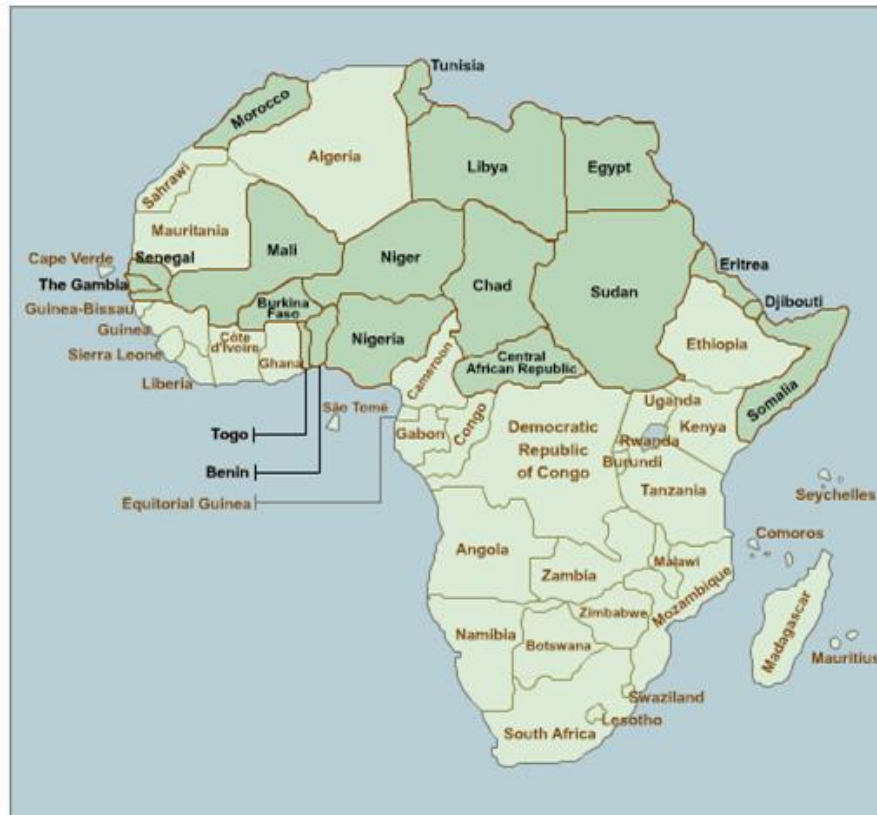 Tunisia
Morocco
Algeria
Libya
Egypt
Sahrawi
Mauritania
Mali
Niger
Chad
Sudan
Eritrea
Cape Verde
Senegal
The Gambia
Djibouti
Guinea-Bissau
Burkina
Faso
Nigeria
Guinea
Côte
d'Ivoire
Ghana
Cameroon
Central
African Republic
Ethiopia
Somalia
Sierra Leone
Liberia
São Tomé
Togo
Gabon
Congo
Democratic
Republic
of Congo
Uganda
Kenya
Rwanda
Burundi
Benin
Equitorial Guinea
Tanzania
Seychelles
Comoros
Angola
Zambia
Malawi
Mozambique
Zimbabwe
Madagascar
Mauritius
Namibia
Botswana
Swaziland
Lesotho
South Africa